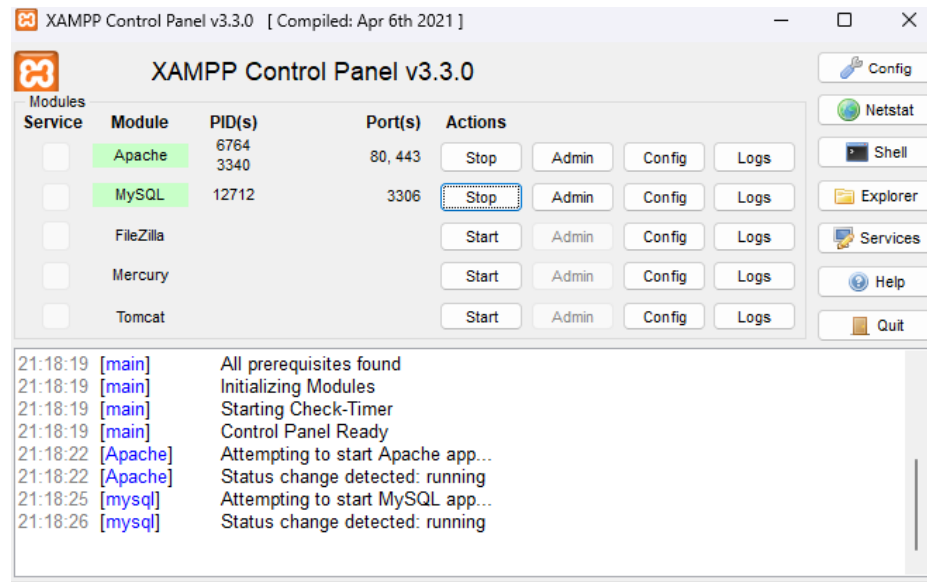 XAMPP Control Panel v3.3.0 [ Compiled: Apr 6th 2021 ]
XAMPP Control Panel v3.3.0
Config
Modules
Service Module PID(s) Port(s) Actions
Netstat
Apache 6764 3340 80, 443 Stop Admin Config Logs
Shell
MySQL 12712 3306 Stop Admin Config Logs
Explorer
FileZilla Start Admin Config Logs
Services
Mercury Start Admin Config Logs
Help
Tomcat Start Admin Config Logs
Quit
21:18:19 [main] All prerequisites found
21:18:19 [main] Initializing Modules
21:18:19 [main] Starting Check-Timer
21:18:19 [main] Control Panel Ready
21:18:22 [Apache] Attempting to start Apache app...
21:18:22 [Apache] Status change detected: running
21:18:25 [mysql] Attempting to start MySQL app...
21:18:26 [mysql] Status change detected: running